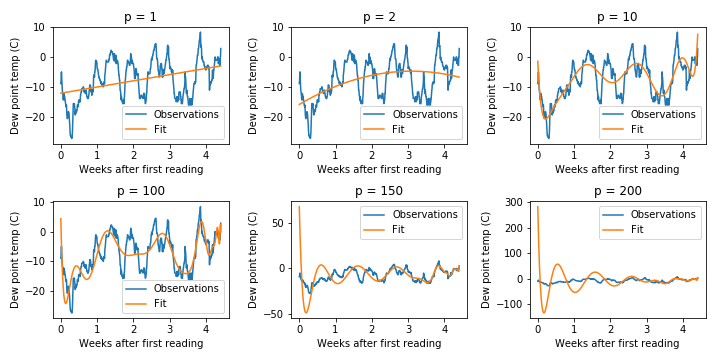 p = 1
10
0
−10
−20
Dew point temp (C)
Observations
Fit
0 1 2 3 4
Weeks after first reading
p = 2
10
0
−10
−20
Dew point temp (C)
Observations
Fit
0 1 2 3 4
Weeks after first reading
p = 10
10
0
−10
−20
Dew point temp (C)
Observations
Fit
0 1 2 3 4
Weeks after first reading
p = 100
10
0
−10
−20
Dew point temp (C)
Observations
Fit
0 1 2 3 4
Weeks after first reading
p = 150
50
0
−50
Dew point temp (C)
Observations
Fit
0 1 2 3 4
Weeks after first reading
p = 200
300
200
100
0
−100
Dew point temp (C)
Observations
Fit
0 1 2 3 4
Weeks after first reading